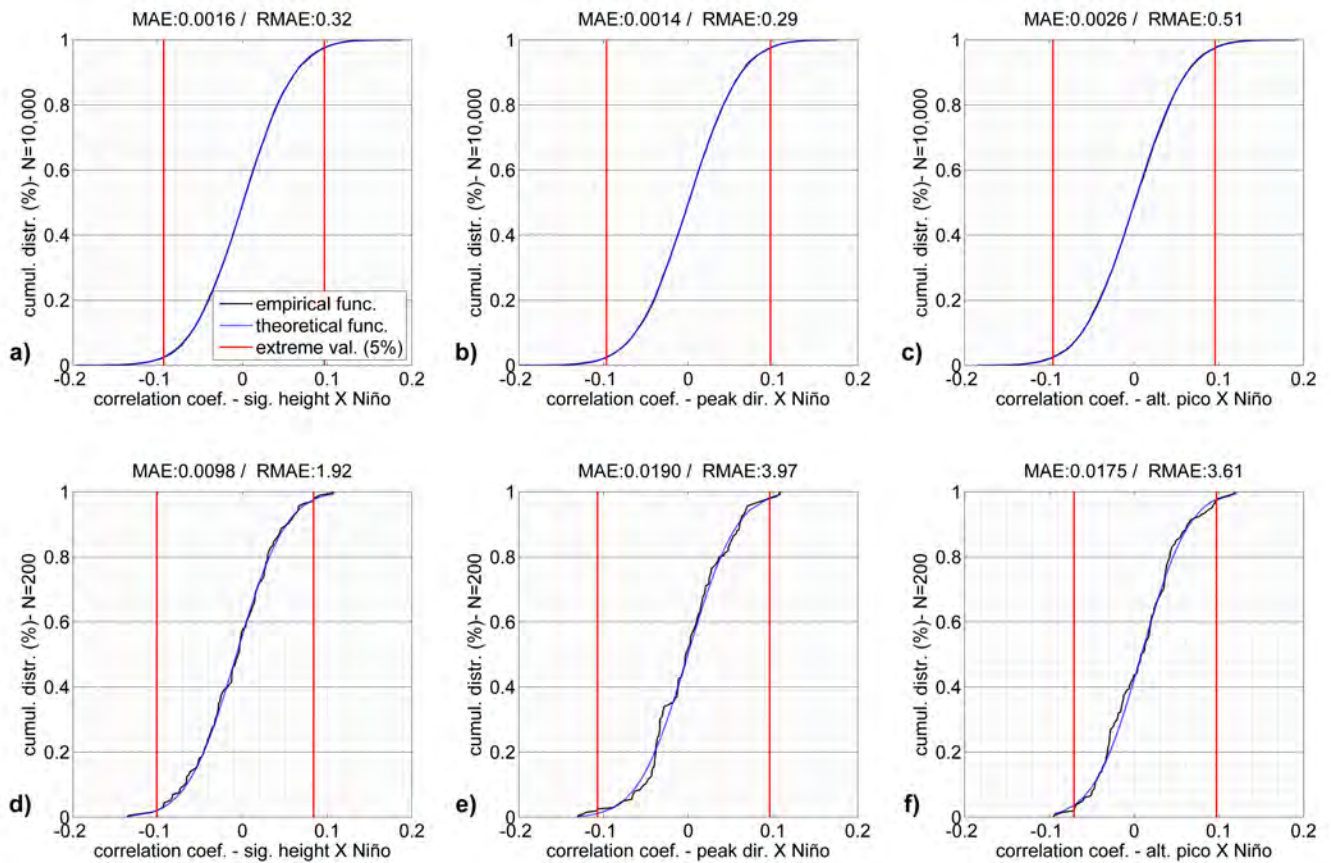 MAE:0.0016 / RMAE:0.32
1
0.8
0.6
0.4
0.2
0
cumul. distr. (%)- N=10,000
empirical func.
theoretical func.
extreme val. (5%)
a)
-0.2 -0.1 0 0.1 0.2
correlation coef. - sig. height X Niño
MAE:0.0014 / RMAE:0.29
1
0.8
0.6
0.4
0.2
0
cumul. distr. (%)- N=10,000
b)
-0.2 -0.1 0 0.1 0.2
correlation coef. - peak dir. X Niño
MAE:0.0026 / RMAE:0.51
1
0.8
0.6
0.4
0.2
0
cumul. distr. (%)- N=10,000
c)
-0.2 -0.1 0 0.1 0.2
correlation coef. - alt. pico X Niño
MAE:0.0098 / RMAE:1.92
1
0.8
0.6
0.4
0.2
0
cumul. distr. (%)- N=200
d)
-0.2 -0.1 0 0.1 0.2
correlation coef. - sig. height X Niño
MAE:0.0190 / RMAE:3.97
1
0.8
0.6
0.4
0.2
0
cumul. distr. (%)- N=200
e)
-0.2 -0.1 0 0.1 0.2
correlation coef. - peak dir. X Niño
MAE:0.0175 / RMAE:3.61
1
0.8
0.6
0.4
0.2
0
cumul. distr. (%)- N=200
f)
-0.2 -0.1 0 0.1 0.2
correlation coef. - alt. pico X Niño